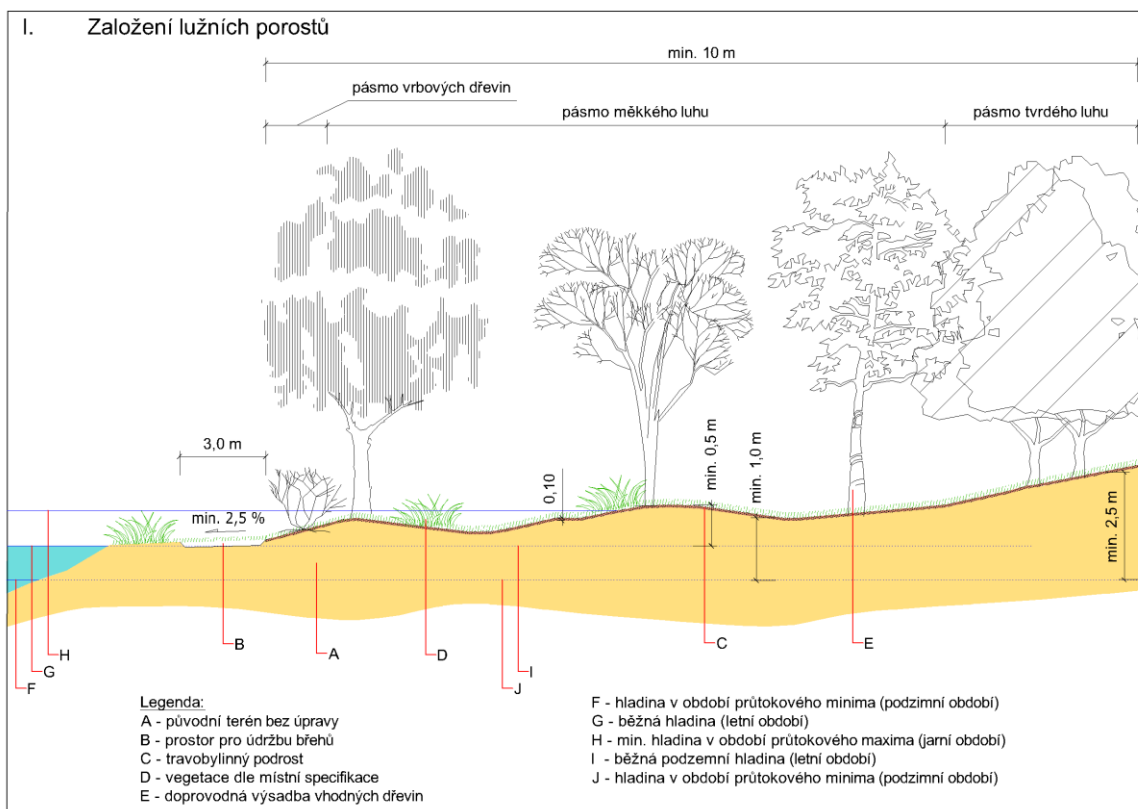 I. Založení lužních porostů
min. 10 m
pásmo vrbových dřevin
pásmo měkkého luhu
pásmo tvrdého luhu
3,0 m
min. 2,5 %
0,10
min. 0,5 m
min. 1,0 m
min. 2,5 m
H
G
F
B
A
D
I
J
C
E
Legenda:
A - původní terén bez úpravy
B - prostor pro údržbu břehů
C - travobylinný podrost
D - vegetace dle místní specifikace
E - doprovodná výsadba vhodných dřevin
F - hladina v období průtokového minima (podzimní období)
G - běžná hladina (letní období)
H - min. hladina v období průtokového maxima (jarní období)
I - běžná podzemní hladina (letní období)
J - hladina v období průtokového minima (podzimní období)